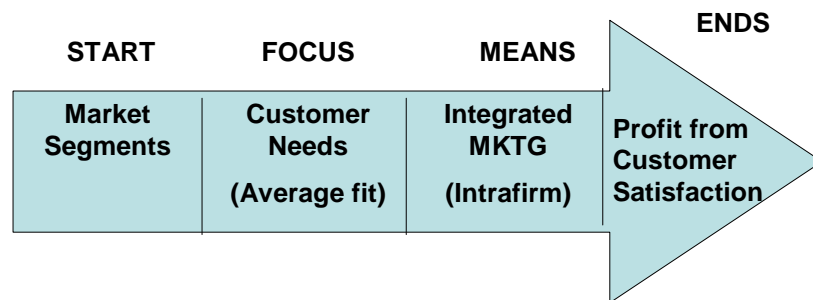 ENDS
START FOCUS MEANS
Market
Segments
Customer
Needs
(Average fit)
Integrated
MKTG
(Intrafirm)
Profit from
Customer
Satisfaction